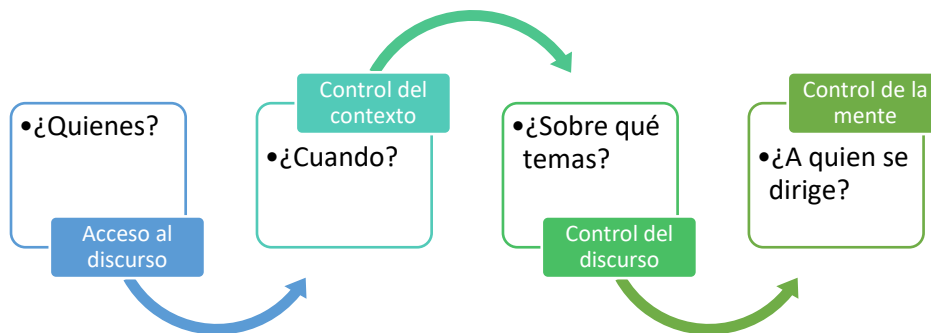 •¿Quienes?
Acceso al
discurso
Control del
contexto
•¿Cuando?
•¿Sobre qué
temas?
Control del
discurso
Control de la
mente
•¿A quien se
dirige?